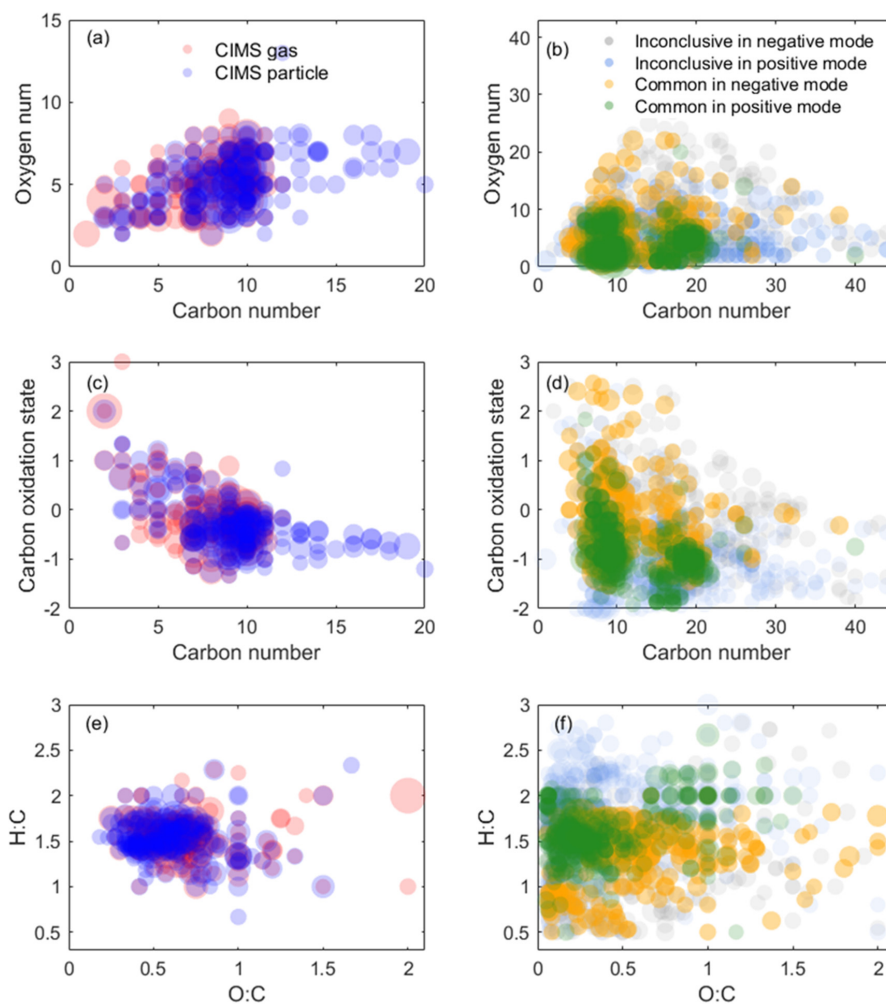 (a)
CIMS gas
CIMS particle
15
10
5
0
Oxygen num
0 5 10 15 20
Carbon number
(b)
Inconclusive in negative mode
Inconclusive in positive mode
Common in negative mode
Common in positive mode
40
30
20
10
0
Oxygen num
0 10 20 30 40
Carbon number
(c)
3
2
1
0
-1
-2
Carbon oxidation state
0 5 10 15 20
Carbon number
(d)
3
2
1
0
-1
-2
Carbon oxidation state
0 10 20 30 40
Carbon number
(e)
3
2.5
2
1.5
1
0.5
H:C
0 0.5 1 1.5 2
O:C
(f)
3
2.5
2
1.5
1
0.5
H:C
0 0.5 1 1.5 2
O:C